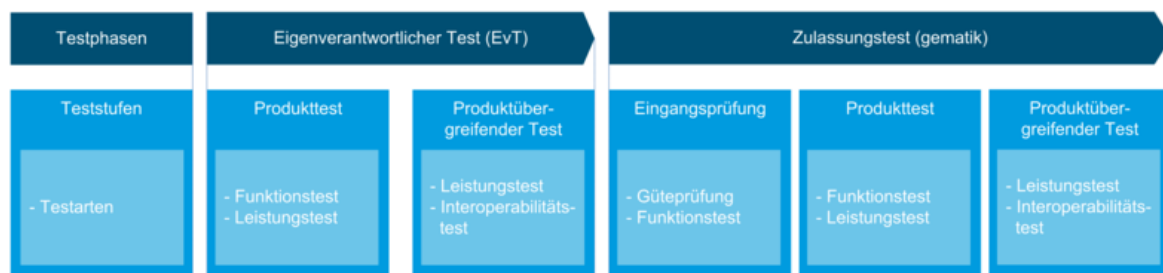 Testphasen
Eigenverantwortlicher Test (EvT)
Zulassungstest (gematik)
Teststufen
- Testarten
Produkttest
- Funktionstest
- Leistungstest
Produktüber-
greifender Test
- Leistungstest
- Interoperabilitäts-
test
Eingangsprüfung
- Güteprüfung
- Funktionstest
Produkttest
- Funktionstest
- Leistungstest
Produktüber-
greifender Test
- Leistungstest
- Interoperabilitäts-
test